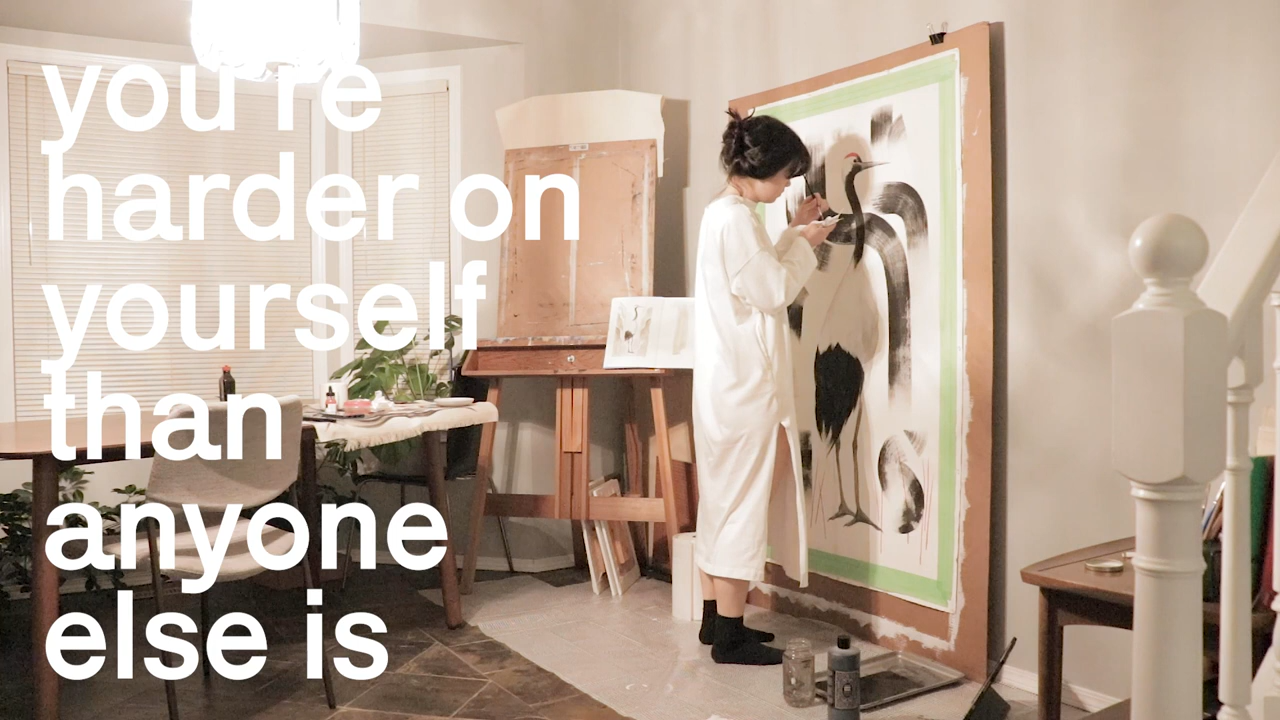 you're
harder on
yourself
than
anyone
else is